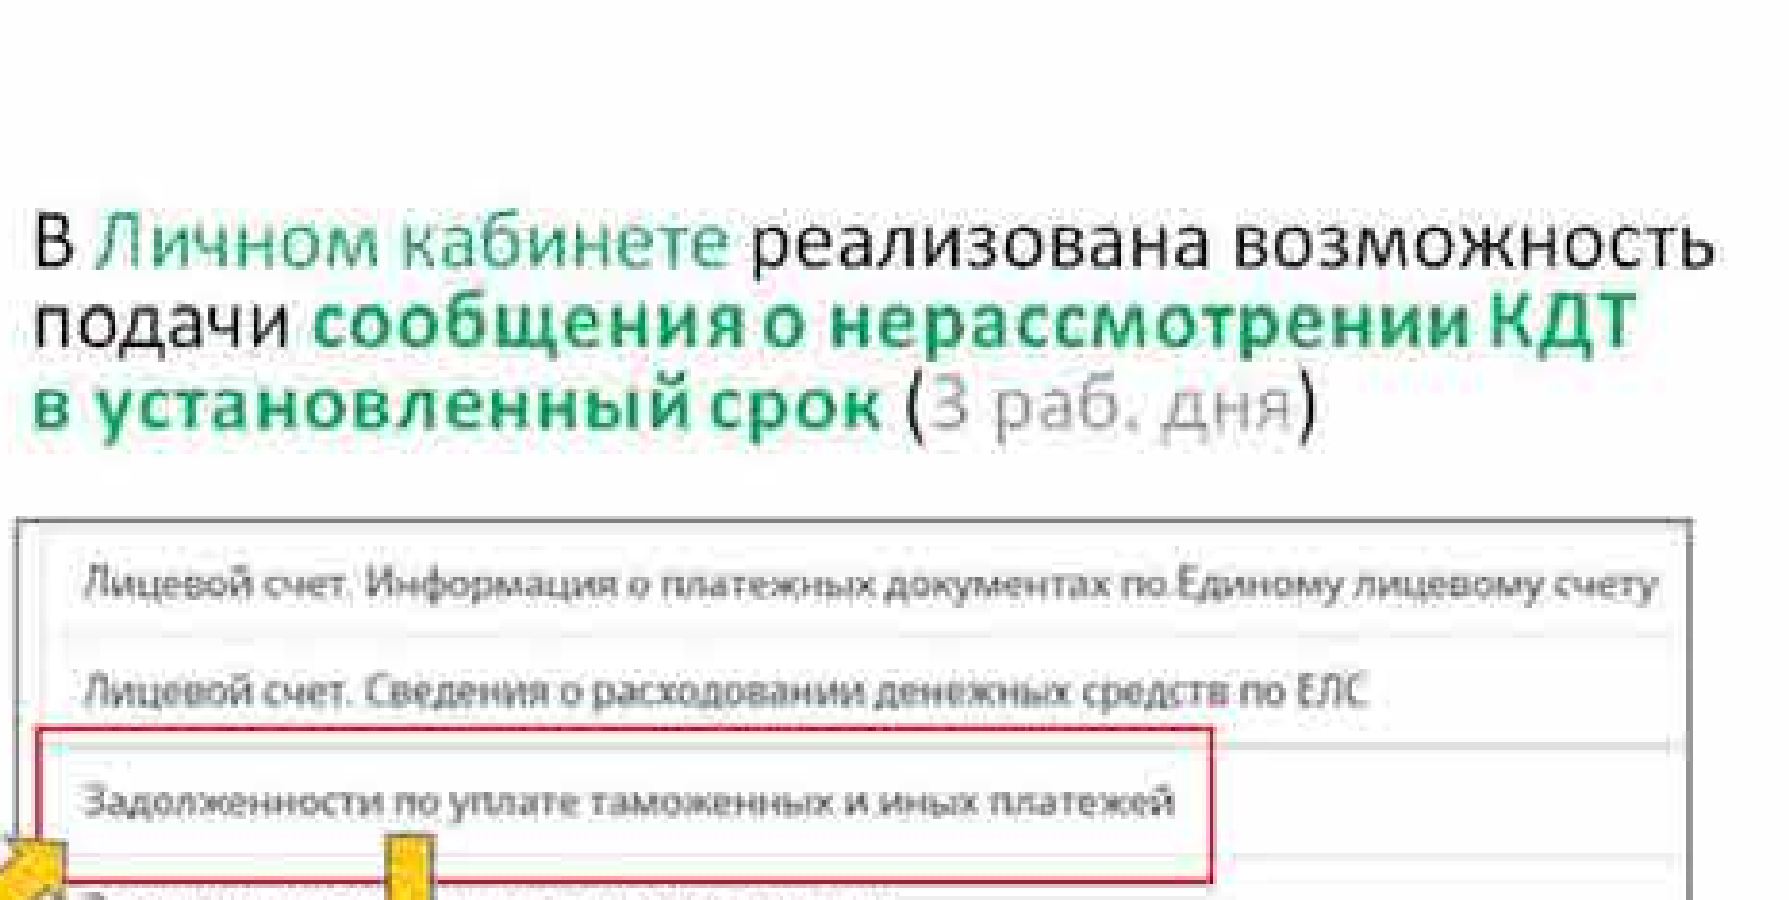 В Личном кабинете реализована возможность
подачи сообщения о нерассмотрении КДТ
в установленный срок (3 раб. дня)
Лицевой счет. Информация о платежных документах по Единому лицевому счету
Лицевой счет. Сведения о расходовании денежных средств по ЕЛС
Задолженности по уплате таможенных и иных платежей